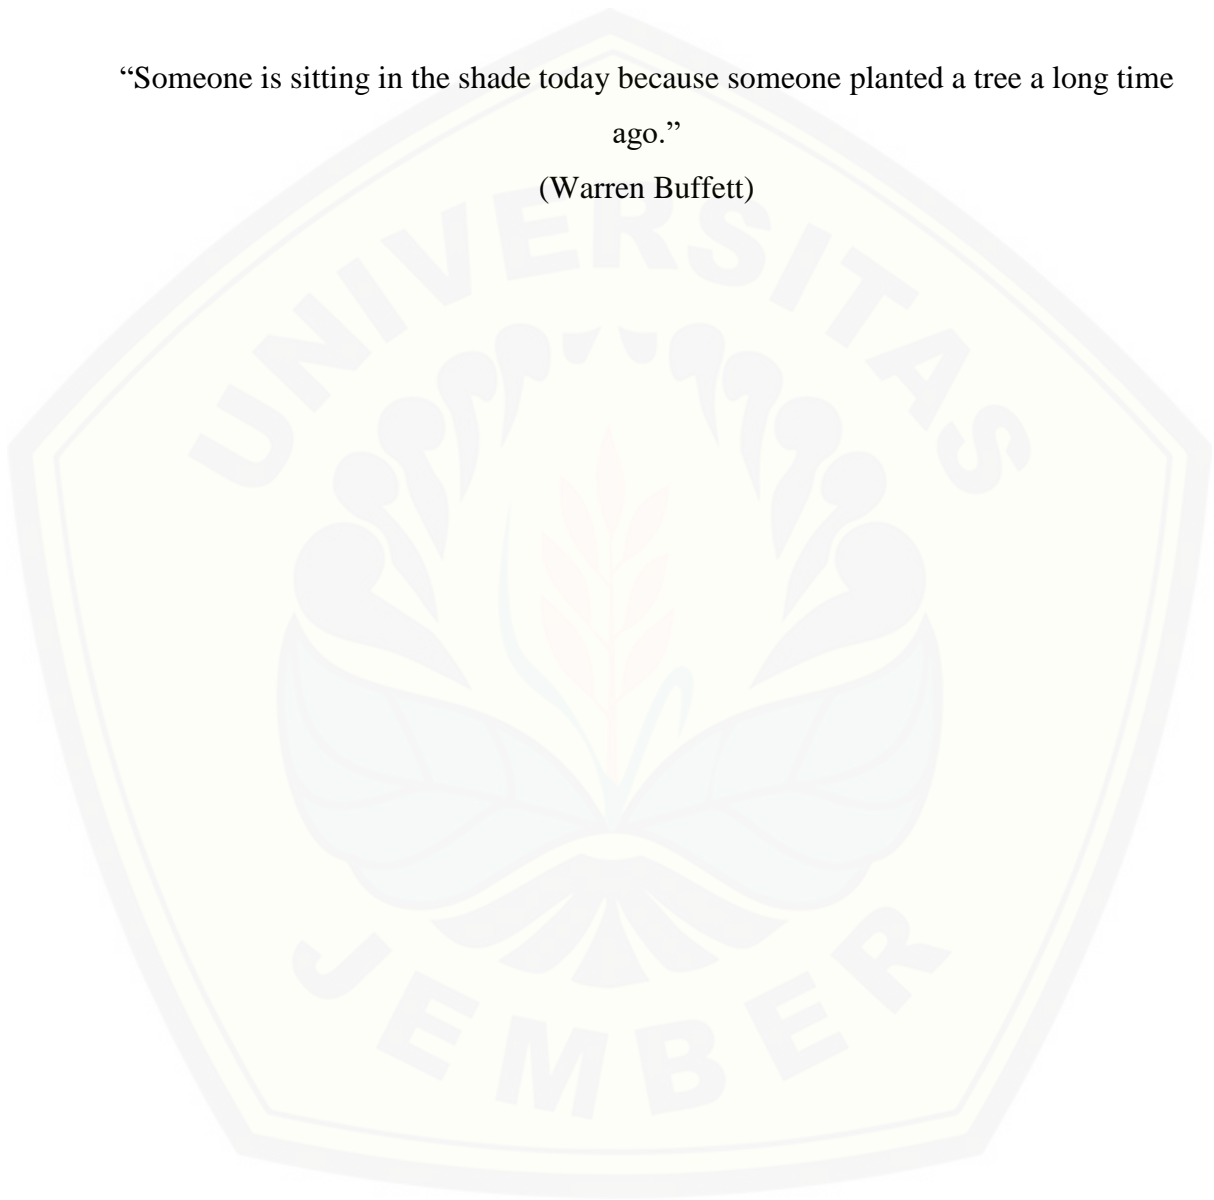 “Someone is sitting in the shade today because someone planted a tree a long time
ago.”
(Warren Buffett)
UNIVERSITAS
JEMBER